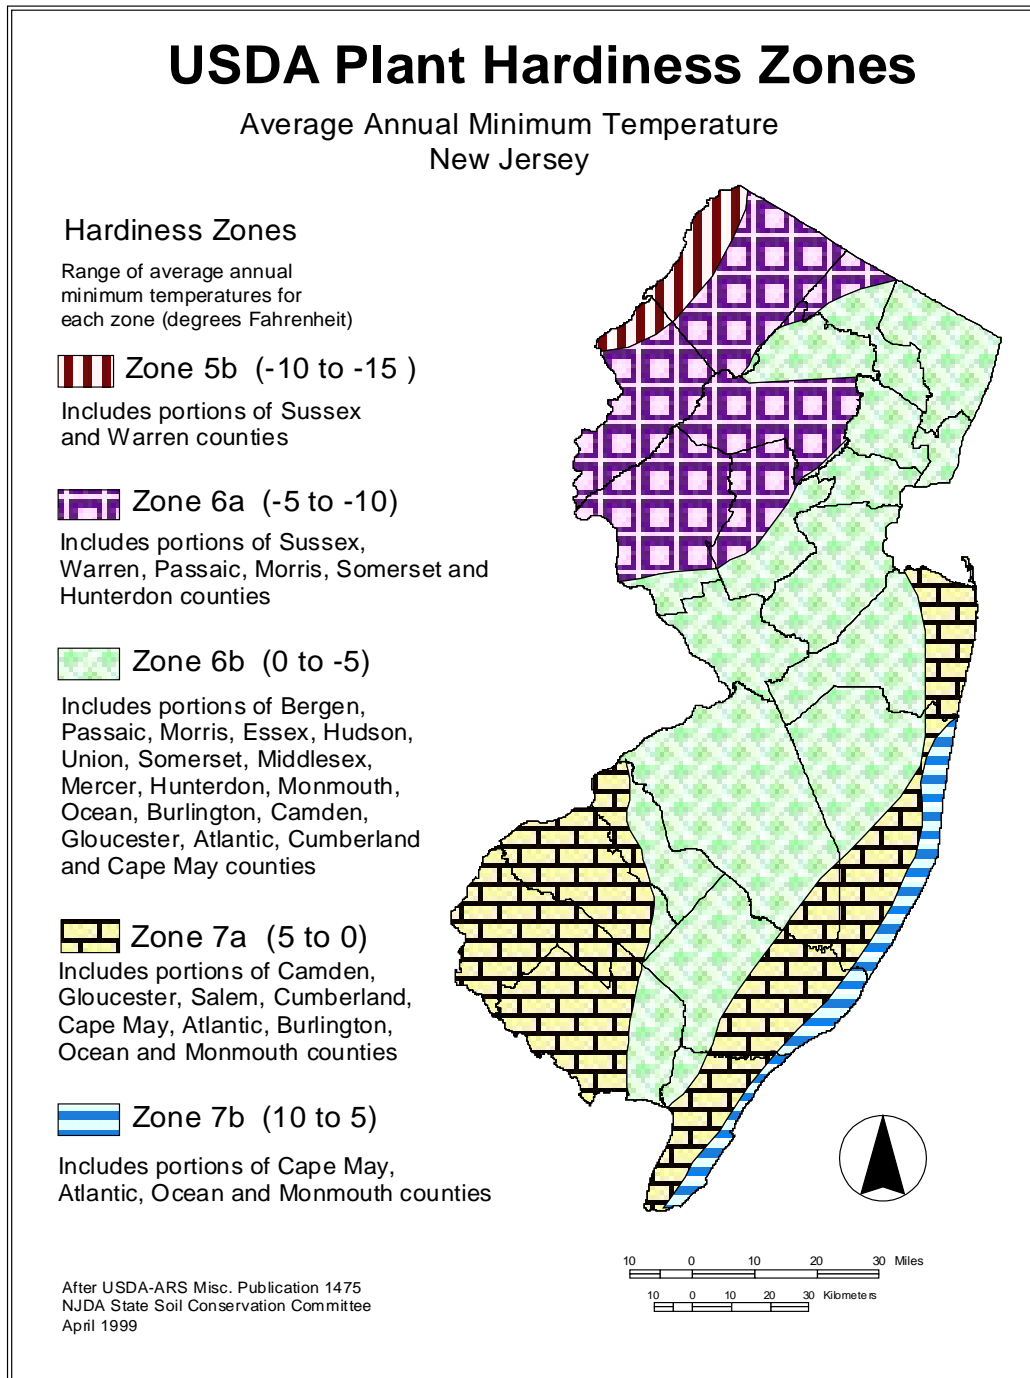 USDA Plant Hardiness Zones
Average Annual Minimum Temperature
New Jersey
Hardiness Zones
Range of average annual
minimum temperatures for
each zone (degrees Fahrenheit)
Zone 5b (-10 to -15 )
Includes portions of Sussex
and Warren counties
Zone 6a (-5 to -10)
Includes portions of Sussex,
Warren, Passaic, Morris, Somerset and
Hunterdon counties
Zone 6b (0 to -5)
Includes portions of Bergen,
Passaic, Morris, Essex, Hudson,
Union, Somerset, Middlesex,
Mercer, Hunterdon, Monmouth,
Ocean, Burlington, Camden,
Gloucester, Atlantic, Cumberland
and Cape May counties
Zone 7a (5 to 0)
Includes portions of Camden,
Gloucester, Salem, Cumberland,
Cape May, Atlantic, Burlington,
Ocean and Monmouth counties
Zone 7b (10 to 5)
Includes portions of Cape May,
Atlantic, Ocean and Monmouth counties
10 0 10 20 30 Miles
10 0 10 20 30 Kilometers
After USDA-ARS Misc. Publication 1475
NJDA State Soil Conservation Committee
April 1999